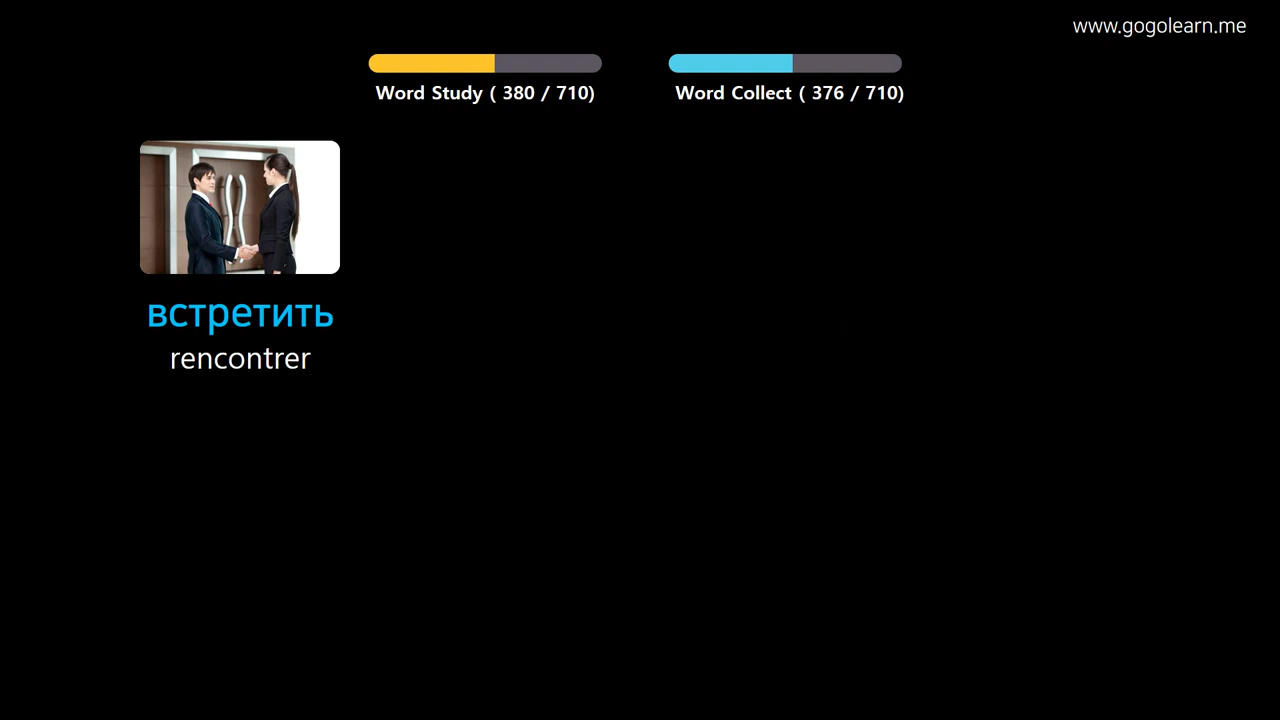 www.gogolearn.me
Word Study ( 380 / 710)
Word Collect ( 376 / 710)
встретить
rencontrer